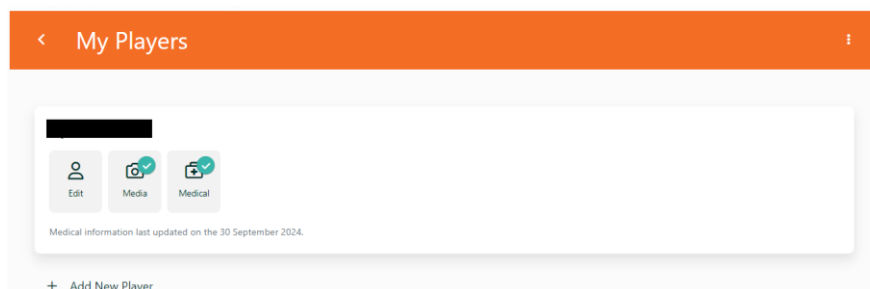 My Players
Edit
Media
Medical
Medical information last updated on the 30 September 2024.
+ Add New Player